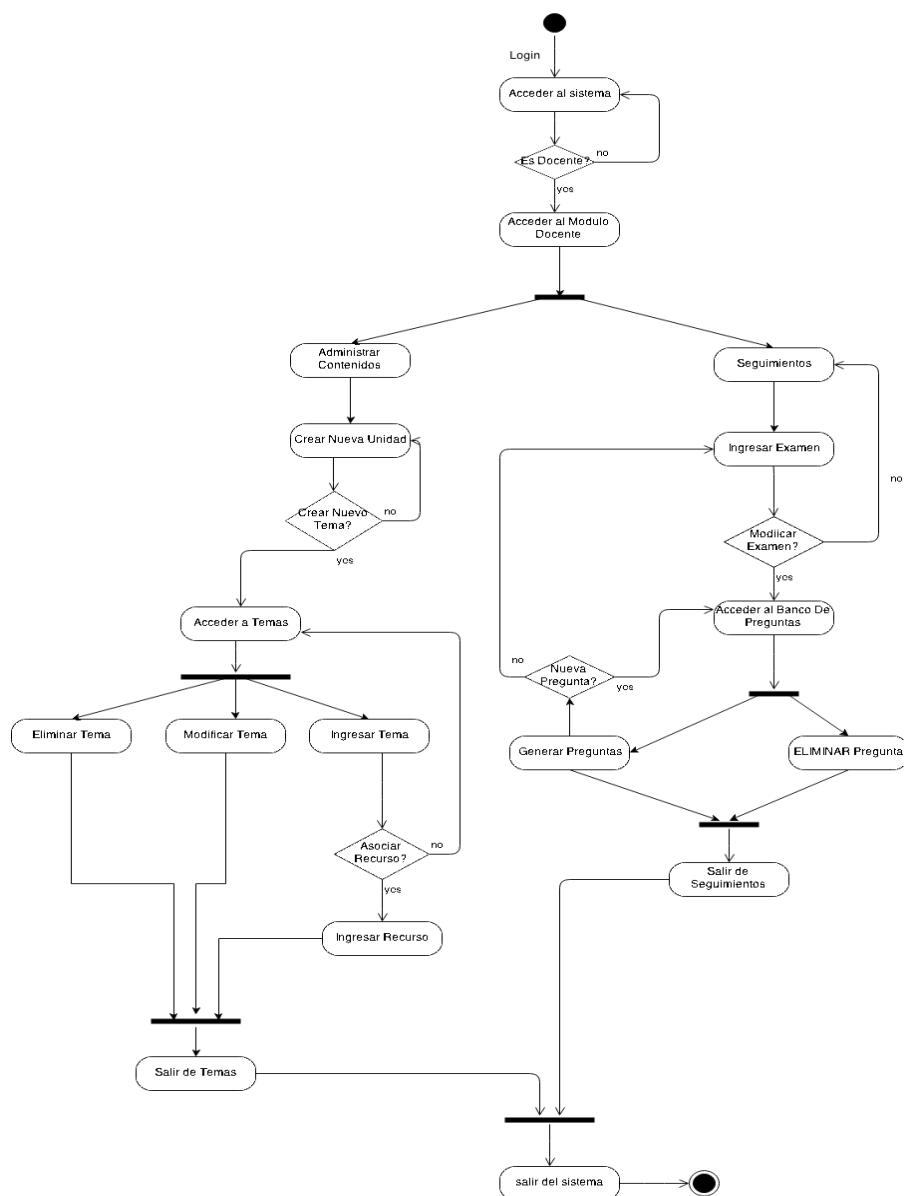 Login
Acceder al sistema
no
Es Docente?
yes
Acceder al Modulo
Docente
Administrar
Contenidos
Seguimientos
Crear Nueva Unidad
Ingresar Examen
no
Crear Nuevo
Tema?
no
yes
Modiicar
Examen?
yes
Acceder a Temas
Acceder al Banco De
Preguntas
no
Nueva
Pregunta?
yes
Eliminar Tema
Modificar Tema
Ingresar Tema
Generar Preguntas
ELIMINAR Pregunta
Asociar
Recurso?
no
yes
Salir de
Seguimientos
Ingresar Recurso
Salir de Temas
salir del sistema